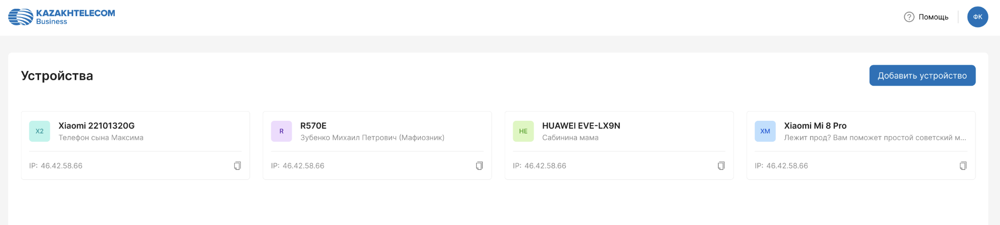 KAZAKHTELECOM
Business
Помощь
ФК
Устройства
Добавить устройство
X2
Xiaomi 22101320G
Телефон сына Максима
IP: 46.42.58.66
R
R570E
Зубенко Михаил Петрович (Мафиозник)
IP: 46.42.58.66
HE
HUAWEI EVE-LX9N
Сабинина мама
IP: 46.42.58.66
XM
Xiaomi Mi 8 Pro
Лежит прод? Вам поможет простой советский м...
IP: 46.42.58.66